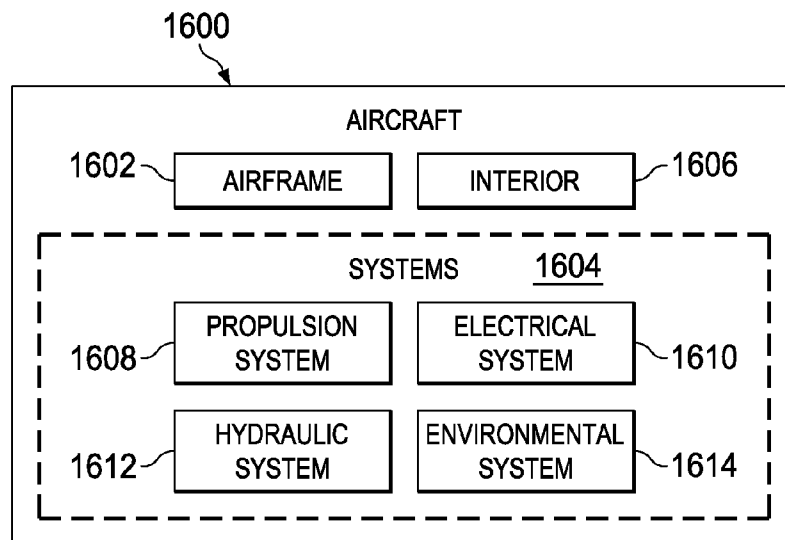 1600
AIRCRAFT
1602 AIRFRAME INTERIOR 1606
SYSTEMS 1604
PROPULSION ELECTRICAL
1608 SYSTEM SYSTEM 1610
HYDRAULIC ENVIRONMENTAL
1612 SYSTEM SYSTEM 1614